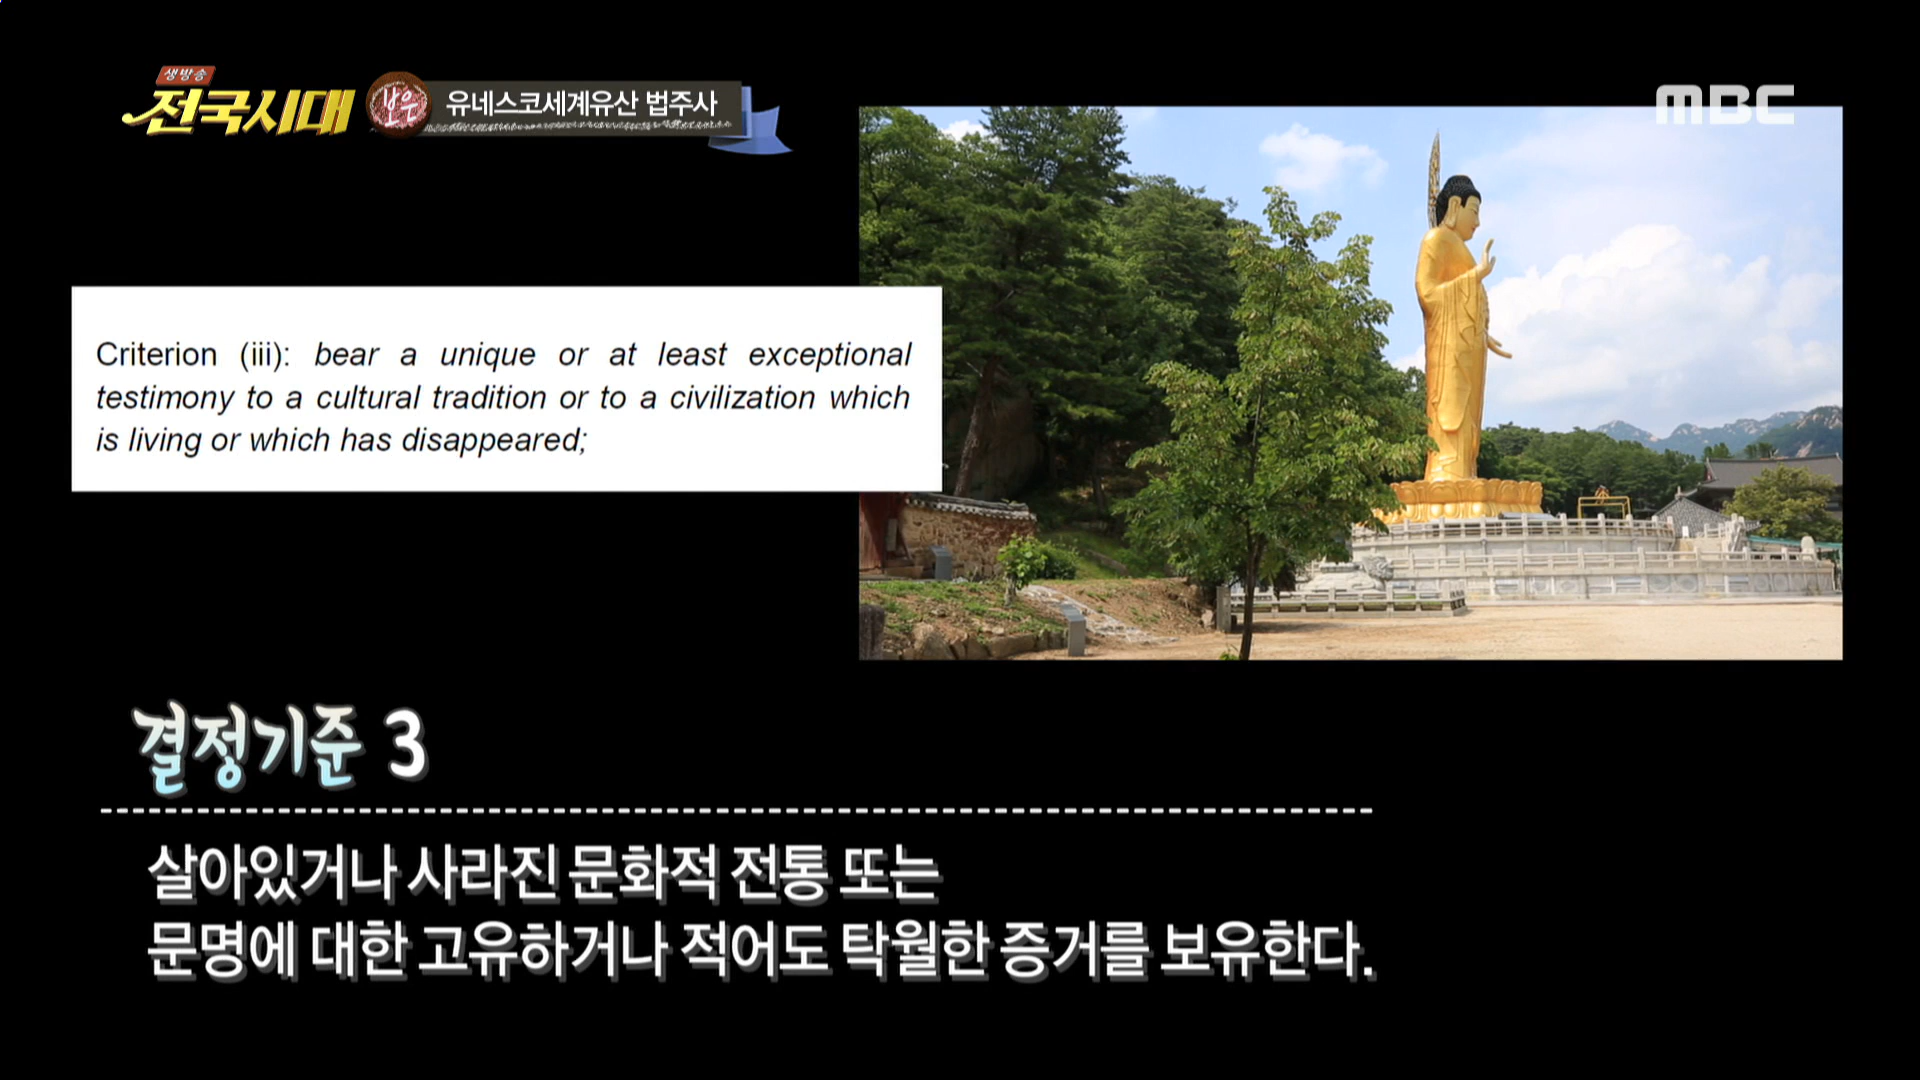 생방송
전국시대
보은
유네스코세계유산 법주사
MBC
Criterion (iii): bear a unique or at least exceptional
testimony to a cultural tradition or to a civilization which
is living or which has disappeared;
결정기준 3
살아있거나 사라진 문화적 전통 또는
문명에 대한 고유하거나 적어도 탁월한 증거를 보유한다.